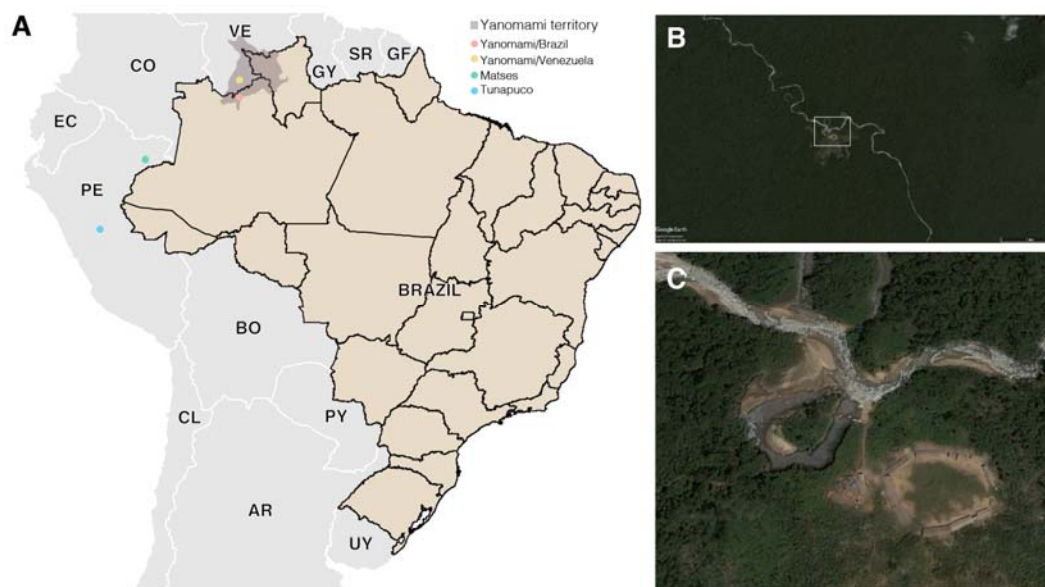 A
VE
CO
GY
SR
GF
EC
PE
BRAZIL
BO
CL
PY
AR
UY
Yanomami territory
Yanomami/Brazil
Yanomami/Venezuela
Matses
Tunapuco
B
Google Earth
C